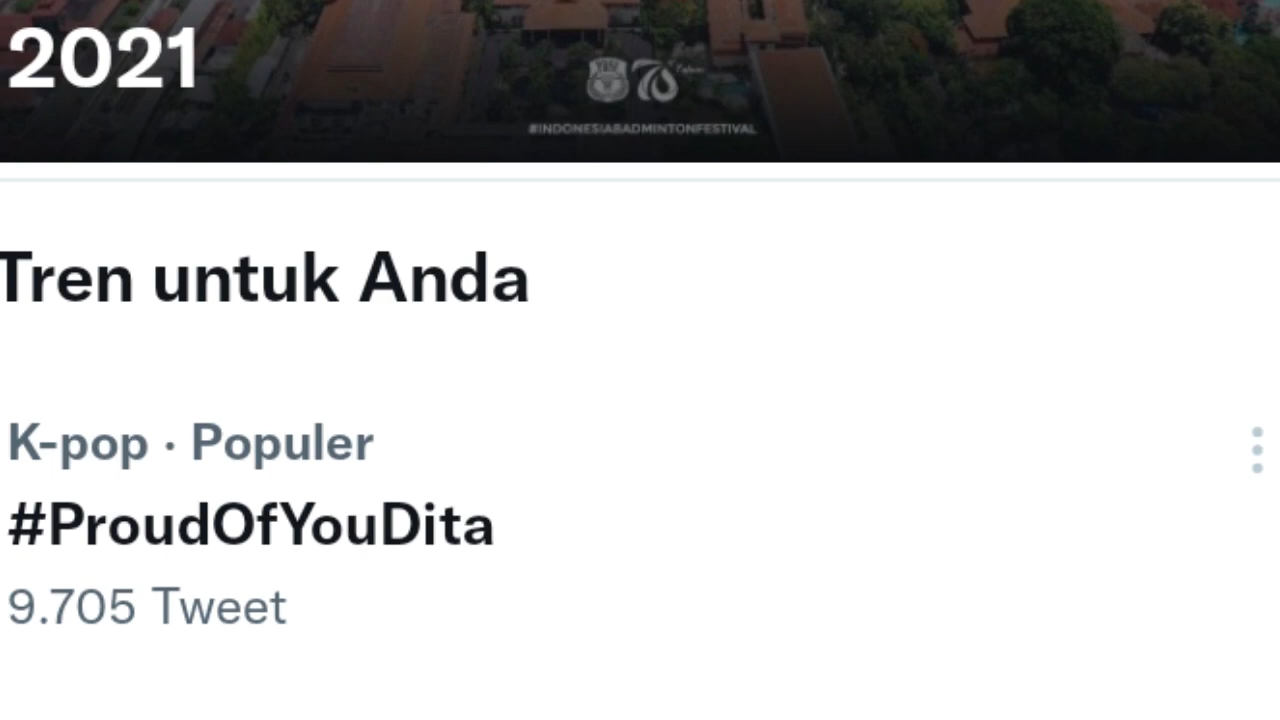 2021
#INDONESIABADMINTONFESTIVAL
Tren untuk Anda
K-pop · Populer
#ProudOfYouDita
9.705 Tweet